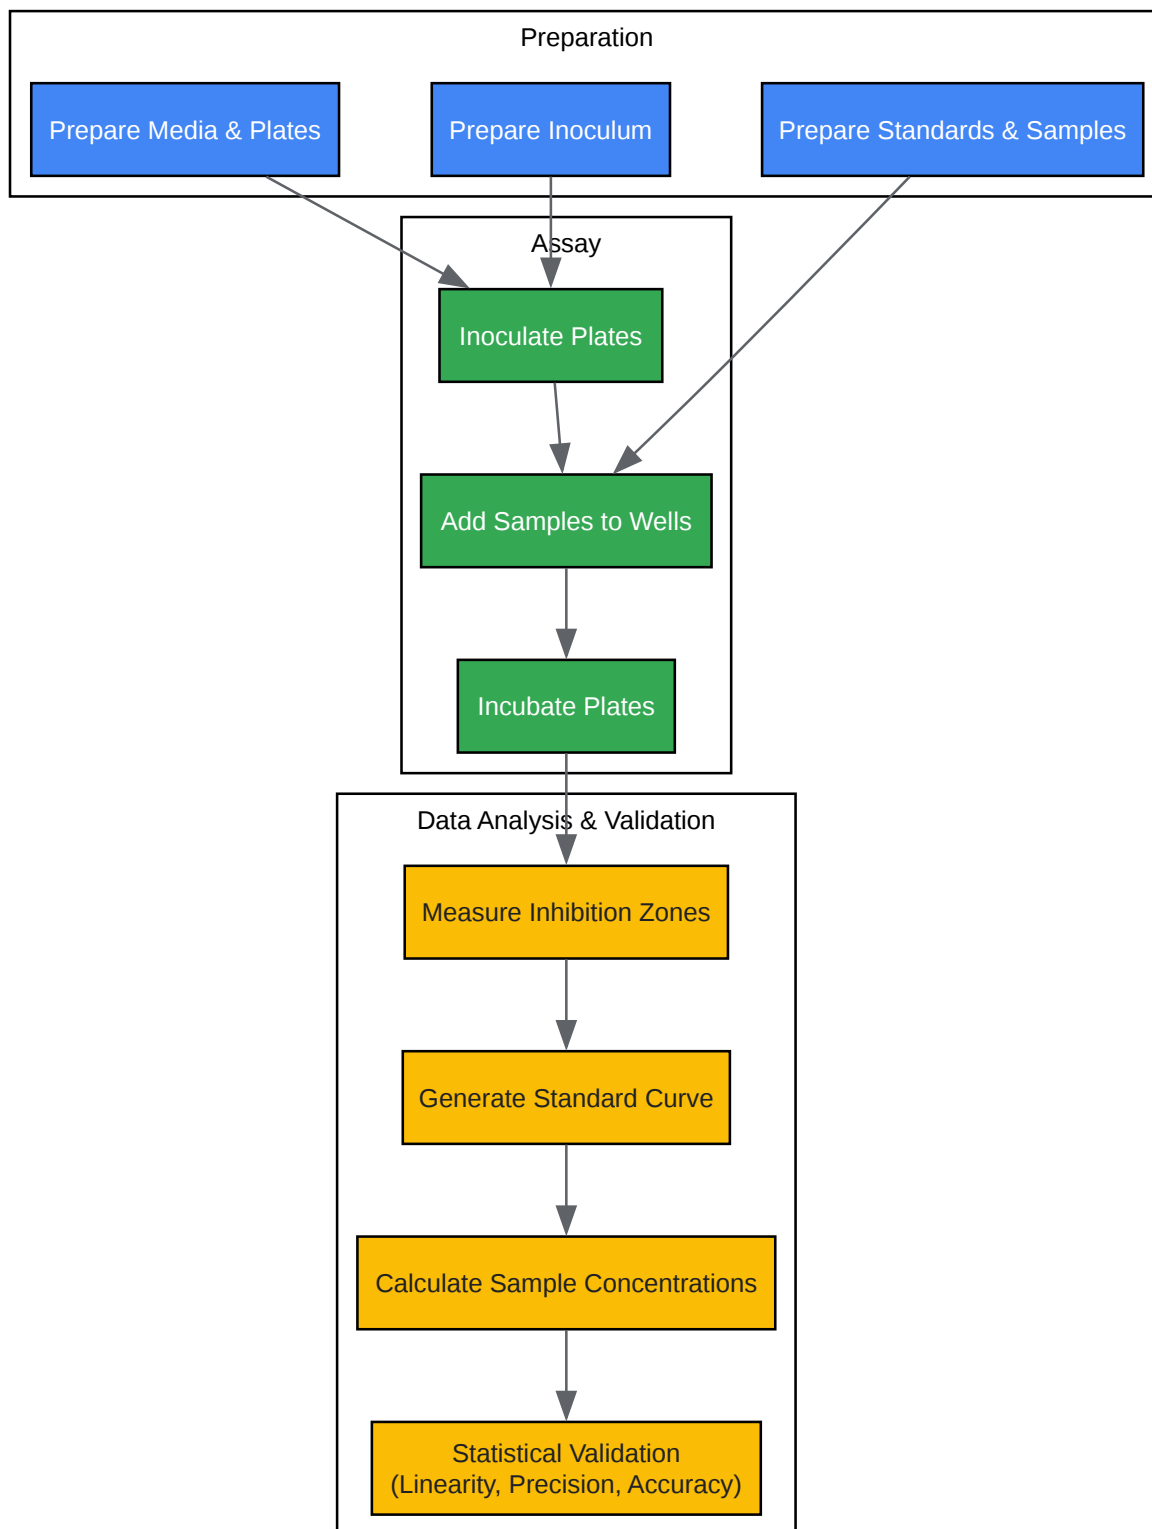 Preparation
Prepare Media & Plates
Prepare Inoculum
Prepare Standards & Samples
Assay
Inoculate Plates
Add Samples to Wells
Incubate Plates
Data Analysis & Validation
Measure Inhibition Zones
Generate Standard Curve
Calculate Sample Concentrations
Statistical Validation
(Linearity, Precision, Accuracy)